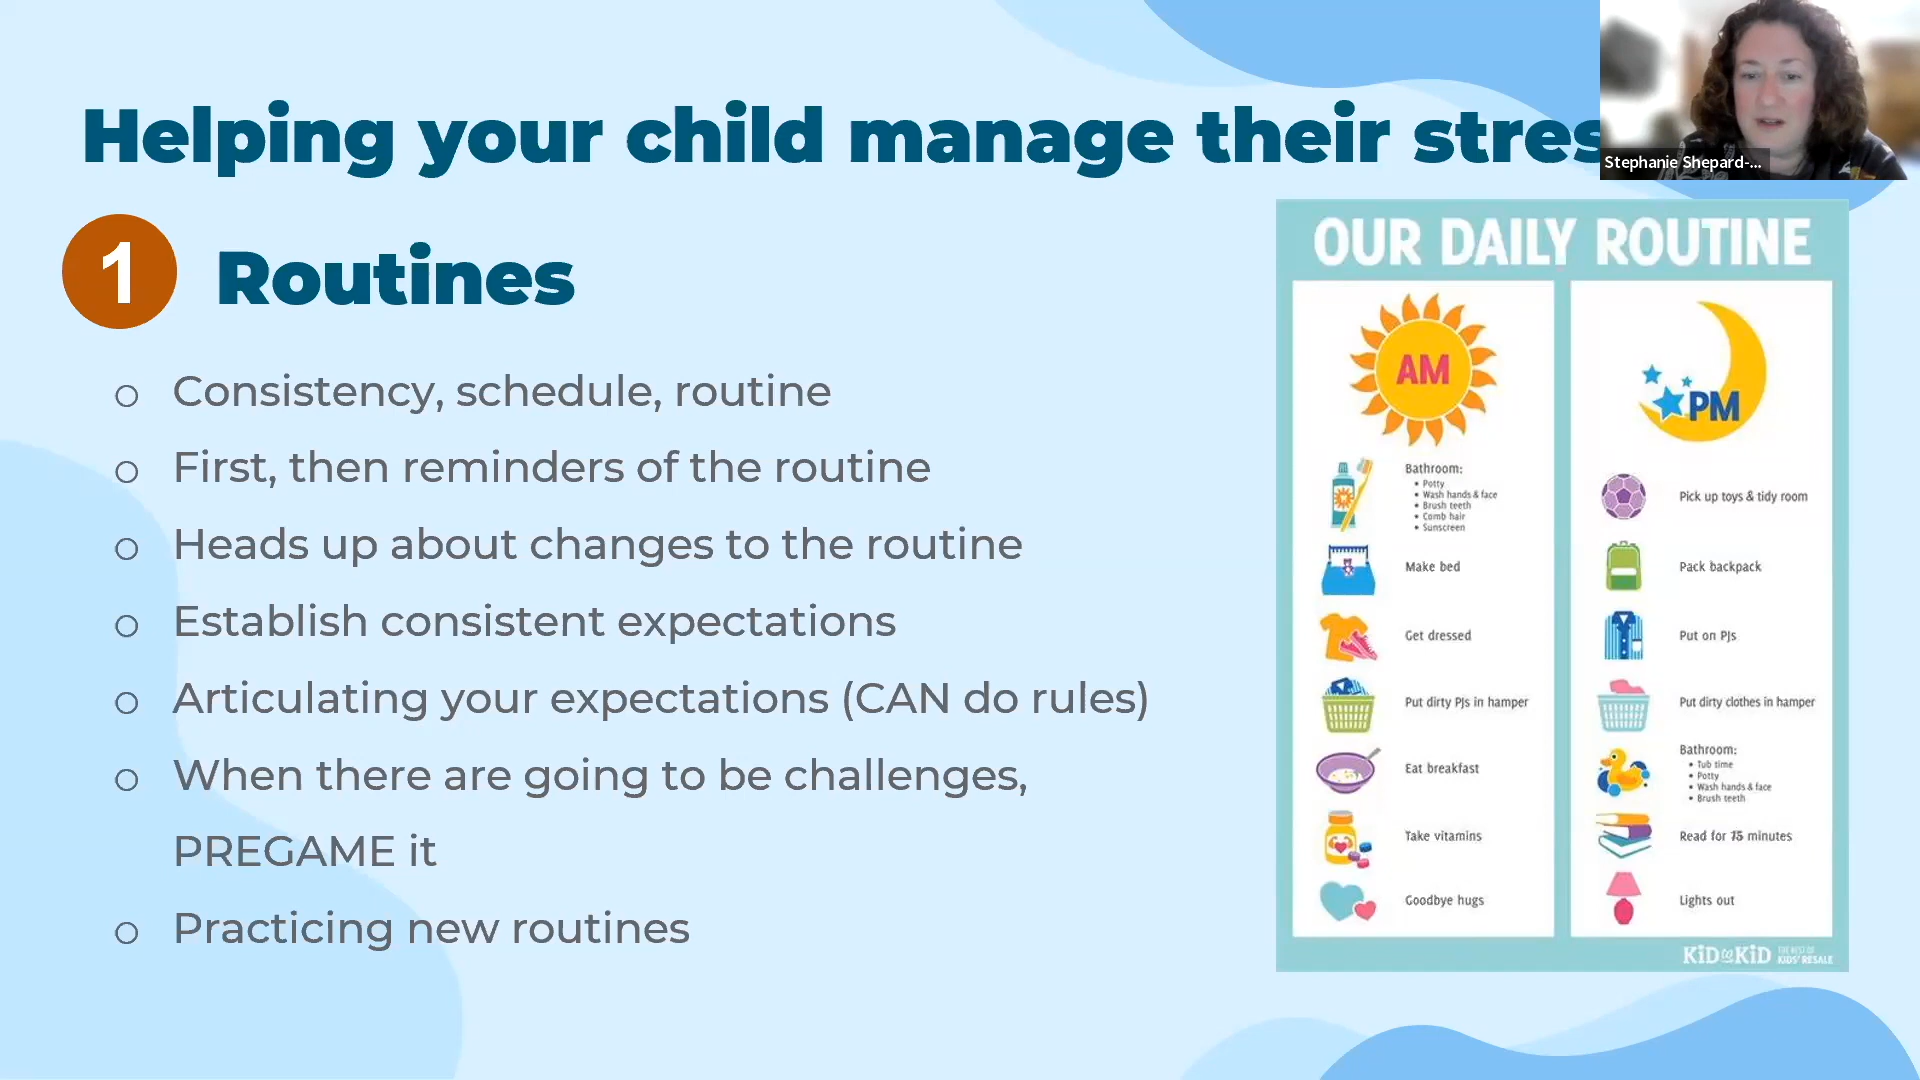 Helping your child manage their stres
Stephanie Shepard-...
1
Routines
Consistency, schedule, routine
First, then reminders of the routine
Heads up about changes to the routine
Establish consistent expectations
Articulating your expectations (CAN do rules)
When there are going to be challenges,
PREGAME it
Practicing new routines
OUR DAILY ROUTINE
AM
Bathroom:
• Potty
• Wash hands & face
• Brush teeth
• Comb hair
• Sunscreen
Make bed
Get dressed
Put dirty PJs in hamper
Eat breakfast
Take vitamins
Goodbye hugs
PM
Pick up toys & tidy room
Pack backpack
Put on PJs
Put dirty clothes in hamper
Bathroom:
• Tub time
• Potty
• Wash hands & face
• Brush teeth
Read for 15 minutes
Lights out
KiD to KiD
THE BEST OF
KIDS' RESALE